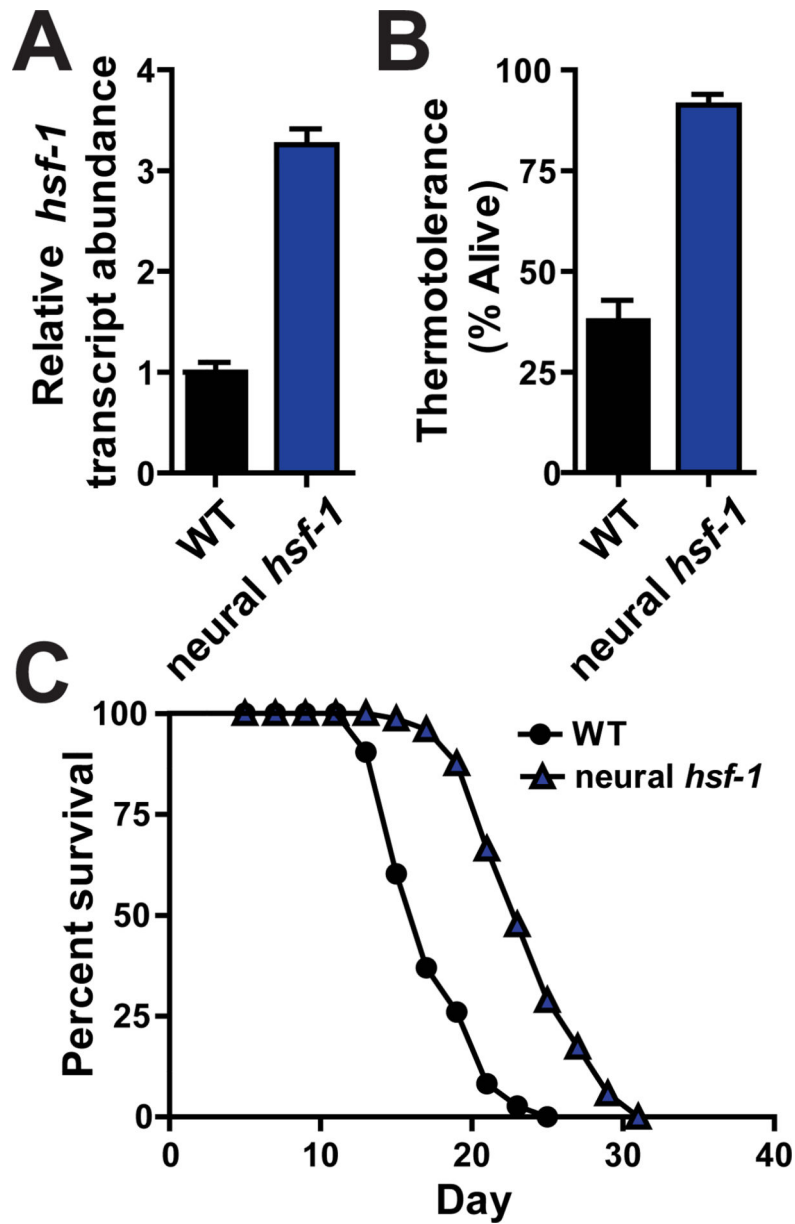 A
Relative hsf-1
transcript abundance
4
3
2
1
0
WT
neural hsf-1
B
Thermotolerance
(% Alive)
100
75
50
25
0
WT
neural hsf-1
C
Percent survival
100
75
50
25
0
WT
neural hsf-1
0 10 20 30 40
Day